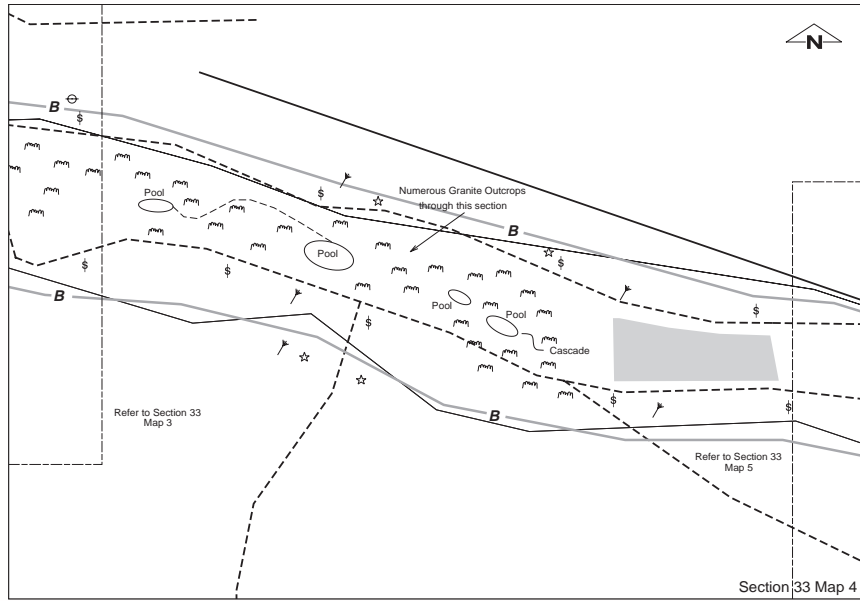 N
B
$
Numerous Granite Outcrops
through this section
Pool
$
B
Pool
$
$
$
B
Pool
$
Pool
$
Cascade
$
$
Refer to Section 33
Map 3
B
Refer to Section 33
Map 5
Section 33 Map 4